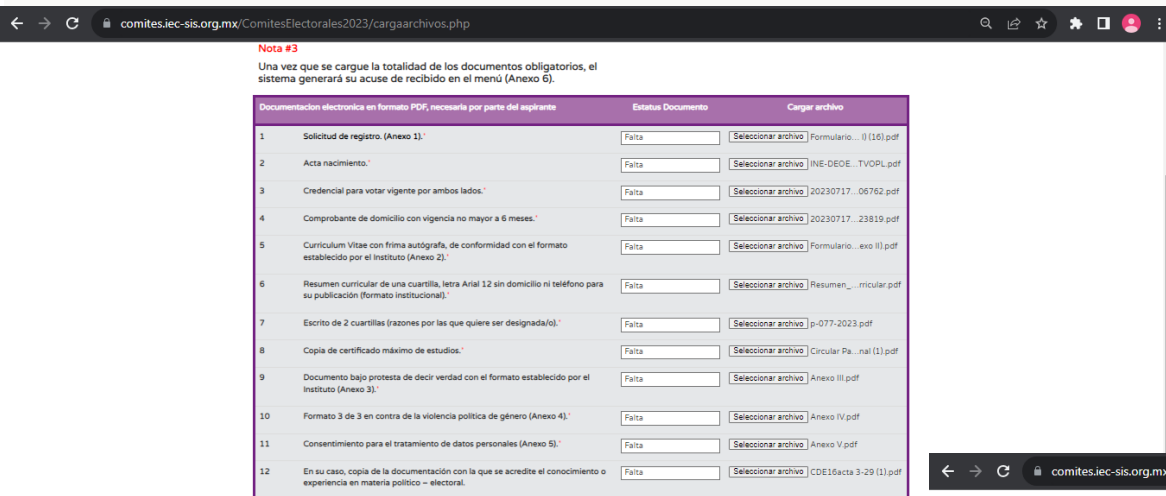 comites.iec-sis.org.mx/ComitesElectorales2023/cargaarchivos.php
Nota #3
Una vez que se cargue la totalidad de los documentos obligatorios, el
sistema generará su acuse de recibido en el menú (Anexo 6).
Documentacion electronica en formato PDF, necesaria por parte del aspirante Estatus Documento Cargar archivo
1 Solicitud de registro. (Anexo 1).* Falta Seleccionar archivo Formulario... I) (16).pdf
2 Acta nacimiento.* Falta Seleccionar archivo INE-DEOE...TVOPL.pdf
3 Credencial para votar vigente por ambos lados.* Falta Seleccionar archivo 20230717...06762.pdf
4 Comprobante de domicilio con vigencia no mayor a 6 meses.* Falta Seleccionar archivo 20230717...23819.pdf
5 Curriculum Vitae con frima autógrafa, de conformidad con el formato
establecido por el Instituto (Anexo 2).* Falta Seleccionar archivo Formulario...exo II).pdf
6 Resumen curricular de una cuartilla, letra Arial 12 sin domicilio ni teléfono para
su publicación (formato institucional).* Falta Seleccionar archivo Resumen_...rricular.pdf
7 Escrito de 2 cuartillas (razones por las que quiere ser designada/o).* Falta Seleccionar archivo p-077-2023.pdf
8 Copia de certificado máximo de estudios.* Falta Seleccionar archivo Circular Pa...nal (1).pdf
9 Documento bajo protesta de decir verdad con el formato establecido por el
Instituto (Anexo 3).* Falta Seleccionar archivo Anexo III.pdf
10 Formato 3 de 3 en contra de la violencia política de género (Anexo 4).* Falta Seleccionar archivo Anexo IV.pdf
11 Consentimiento para el tratamiento de datos personales (Anexo 5).* Falta Seleccionar archivo Anexo V.pdf
12 En su caso, copia de la documentación con la que se acredite el conocimiento o
experiencia en materia político – electoral. Falta Seleccionar archivo CDE16acta 3-29 (1).pdf
comites.iec-sis.org.mx